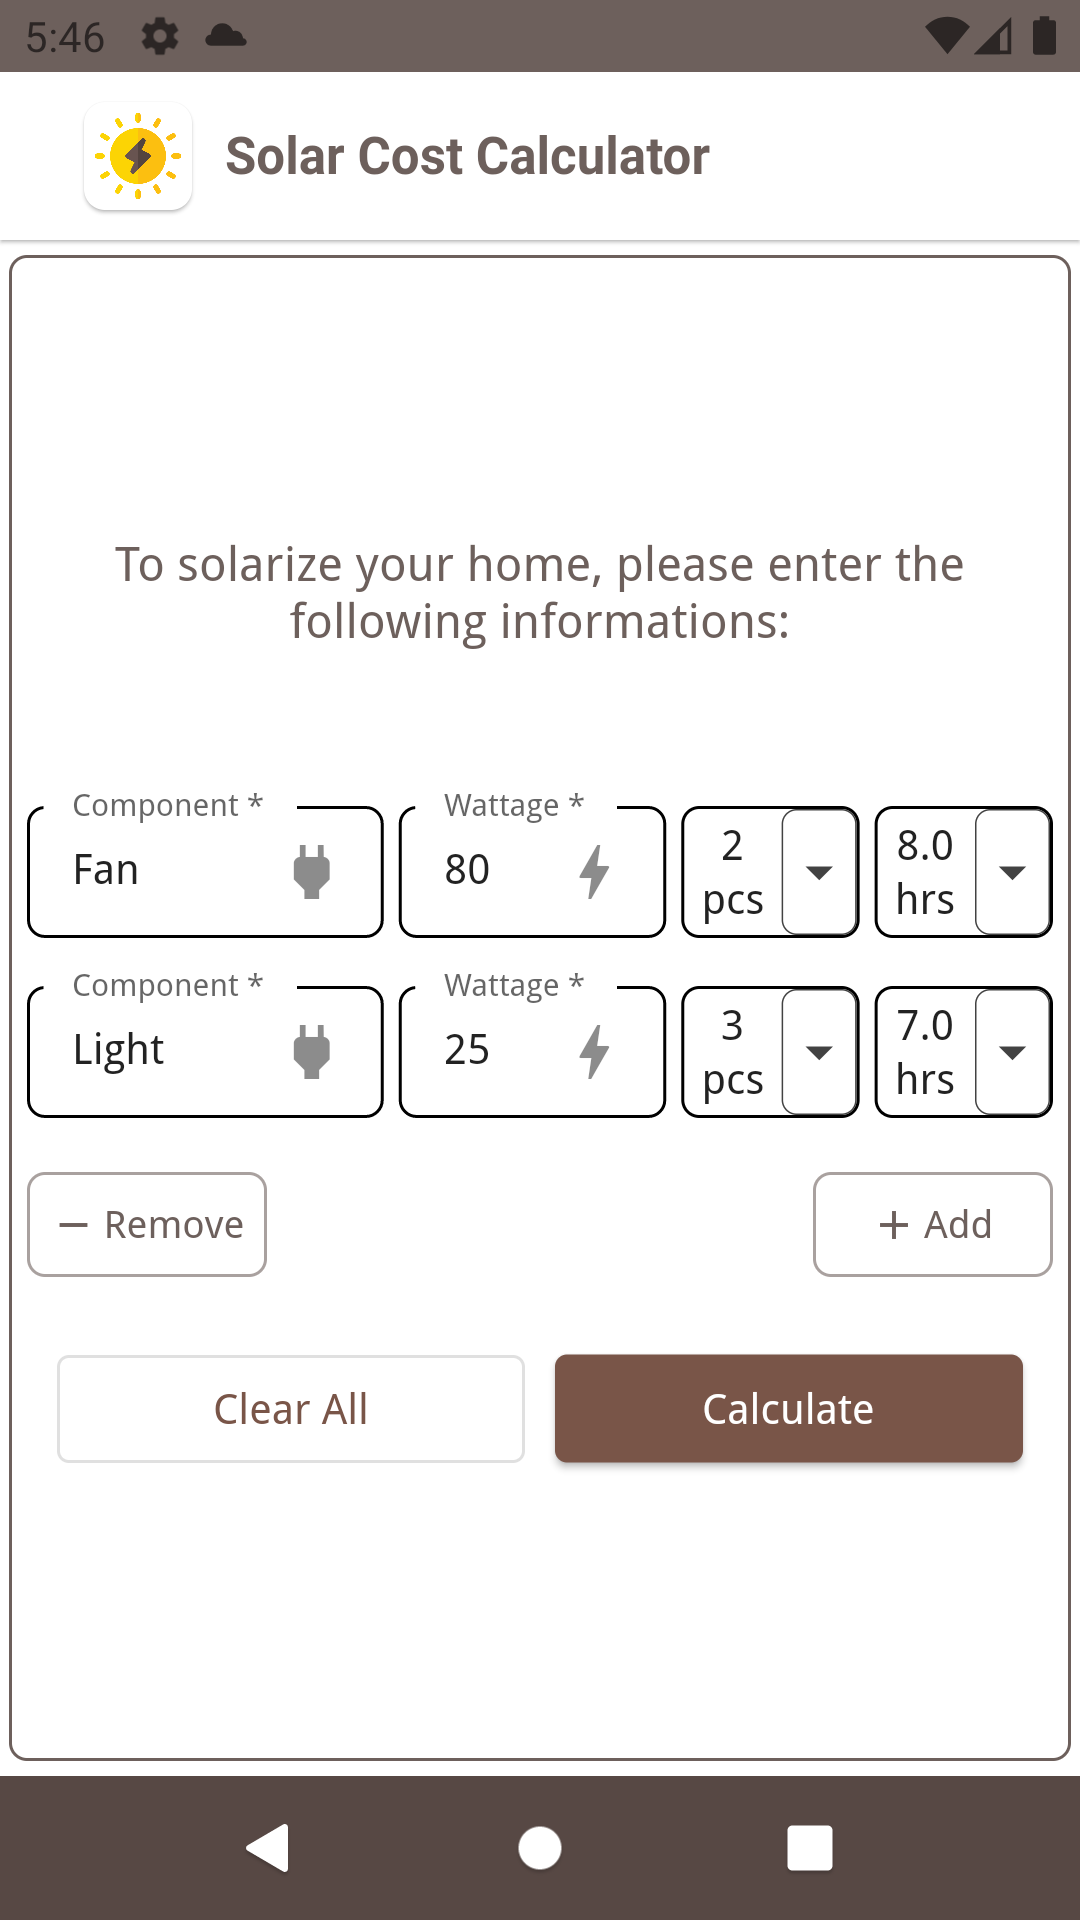 5:46
Solar Cost Calculator
To solarize your home, please enter the
following informations:
Component *
Wattage *
Fan
80
2
pcs
8.0
hrs
Component *
Wattage *
Light
25
3
pcs
7.0
hrs
Remove
Add
Clear All
Calculate